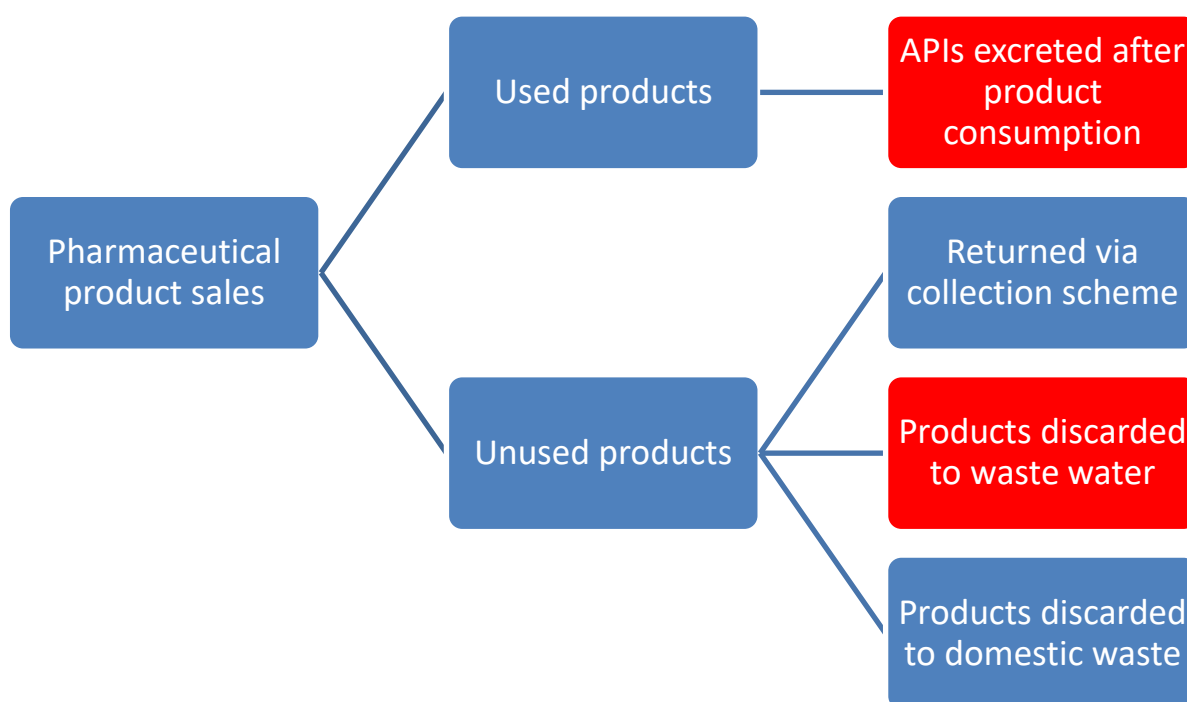 Pharmaceutical
product sales
Used products
APIs excreted after
product
consumption
Unused products
Returned via
collection scheme
Products discarded
to waste water
Products discarded
to domestic waste